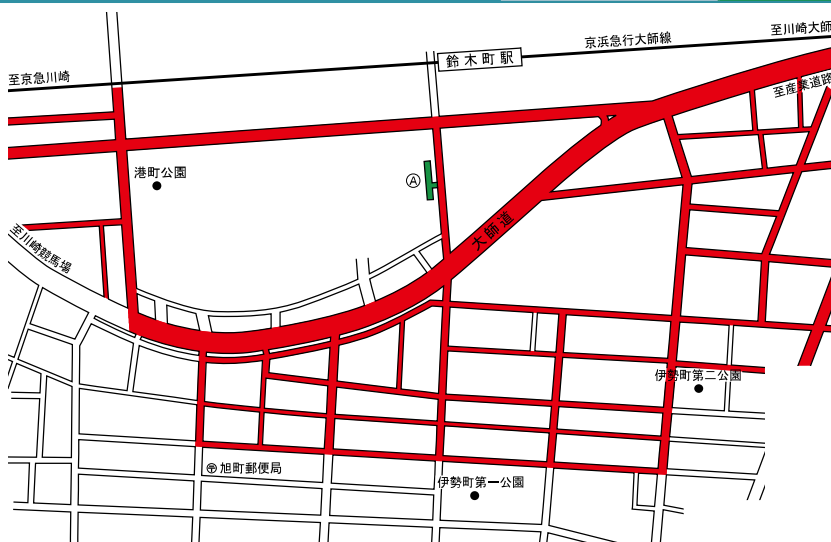 至川崎大師
京浜急行大師線
鈴木町駅
至京急川崎
至産業道路
港町公園
Ⓐ
大師道
至川崎競馬場
伊勢町第二公園
旭町郵便局
伊勢町第一公園